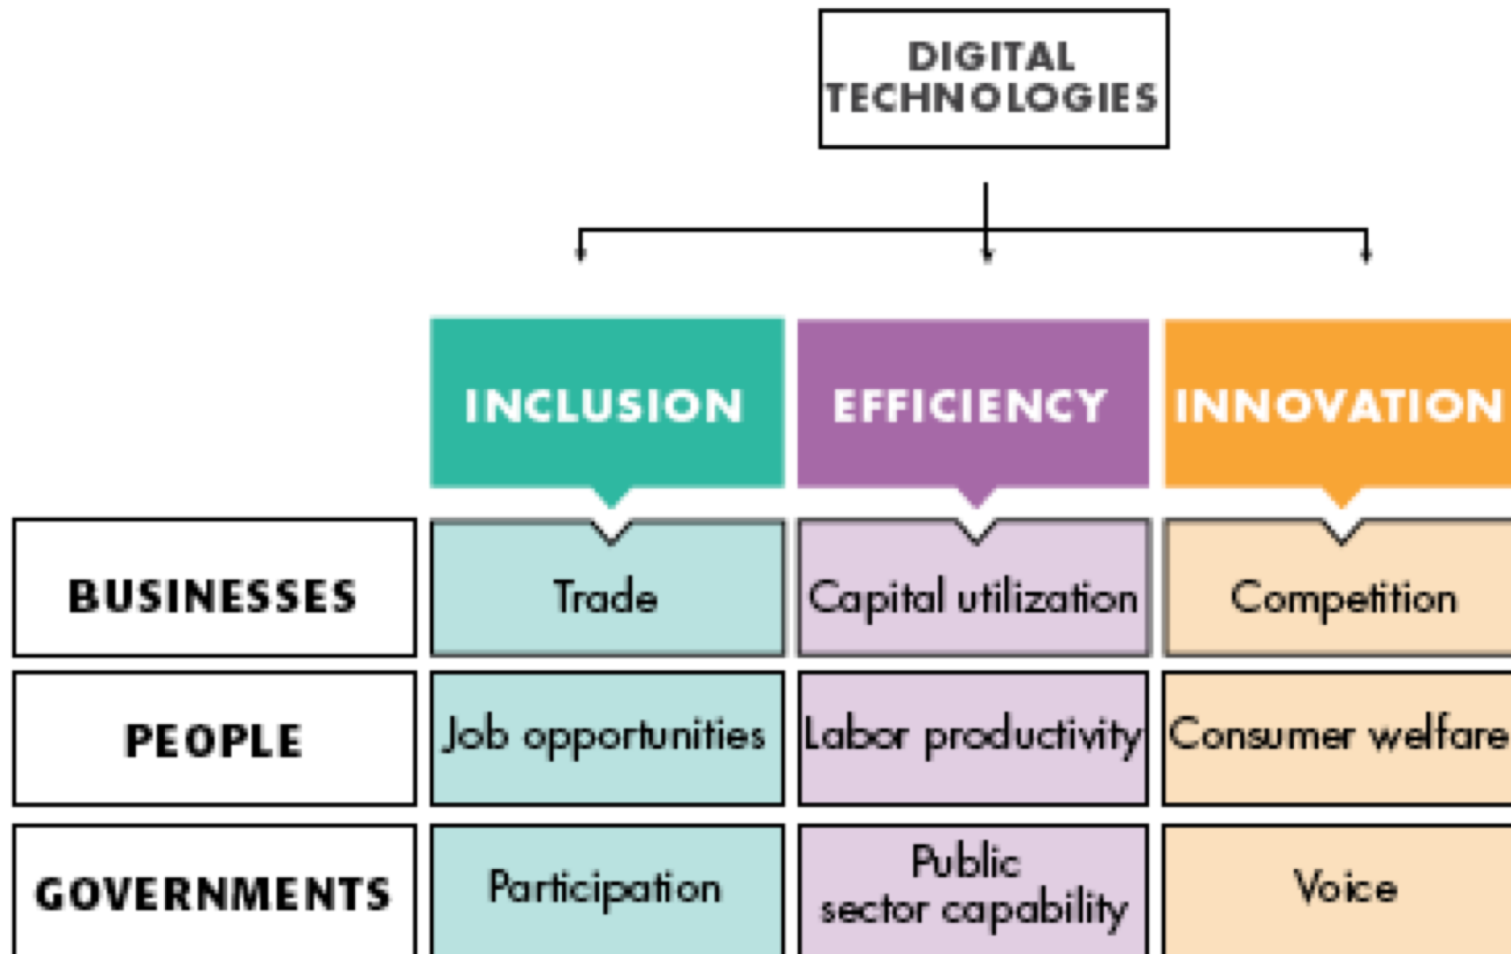 DIGITAL
TECHNOLOGIES
INCLUSION
EFFICIENCY
INNOVATION
BUSINESSES
Trade
Capital utilization
Competition
PEOPLE
Job opportunities
Labor productivity
Consumer welfare
GOVERNMENTS
Participation
Public
sector capability
Voice